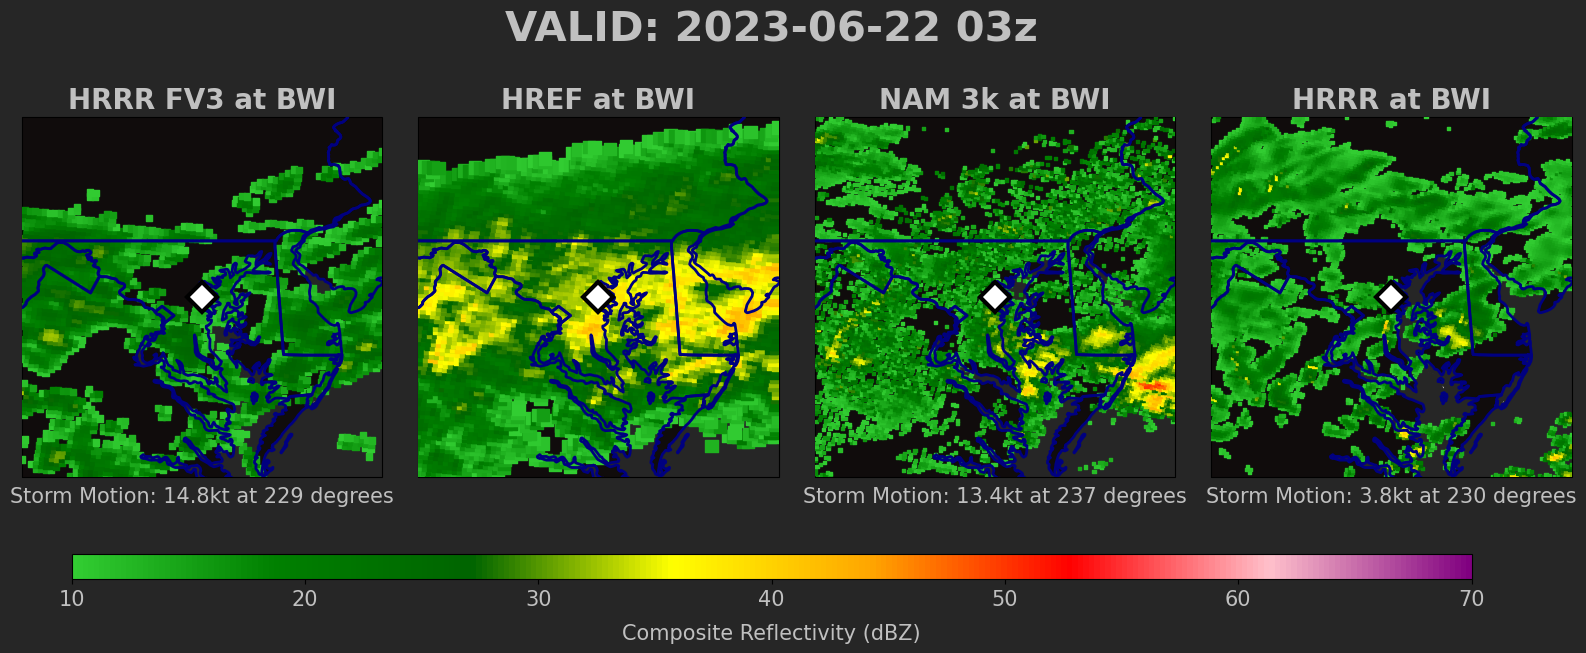 VALID: 2023-06-22 03z
HRRR FV3 at BWI
HREF at BWI
NAM 3k at BWI
HRRR at BWI
Storm Motion: 14.8kt at 229 degrees
Storm Motion: 13.4kt at 237 degrees
Storm Motion: 3.8kt at 230 degrees
10 20 30 40 50 60 70
Composite Reflectivity (dBZ)